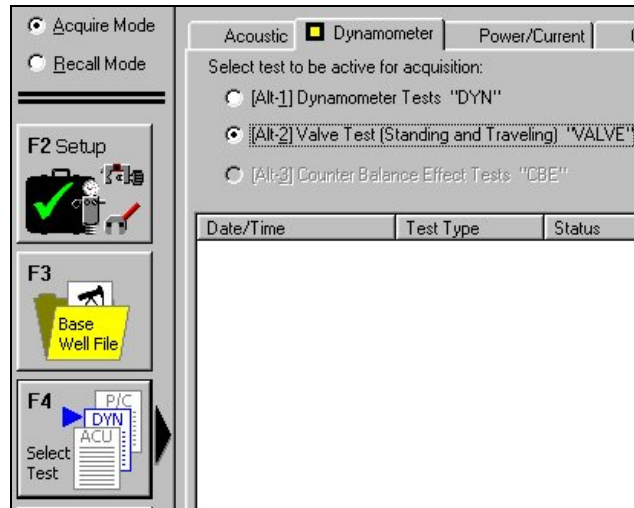 Acquire Mode
Recall Mode
Acoustic Dynamometer Power/Current
Select test to be active for acquisition:
[Alt-1] Dynamometer Tests "DYN"
[Alt-2] Valve Test (Standing and Traveling) "VALVE"
[Alt-3] Counter Balance Effect Tests "CBE"
F2 Setup
Date/Time Test Type Status
F3
Base
Well File
F4
P/C
DYN
ACU
Select
Test